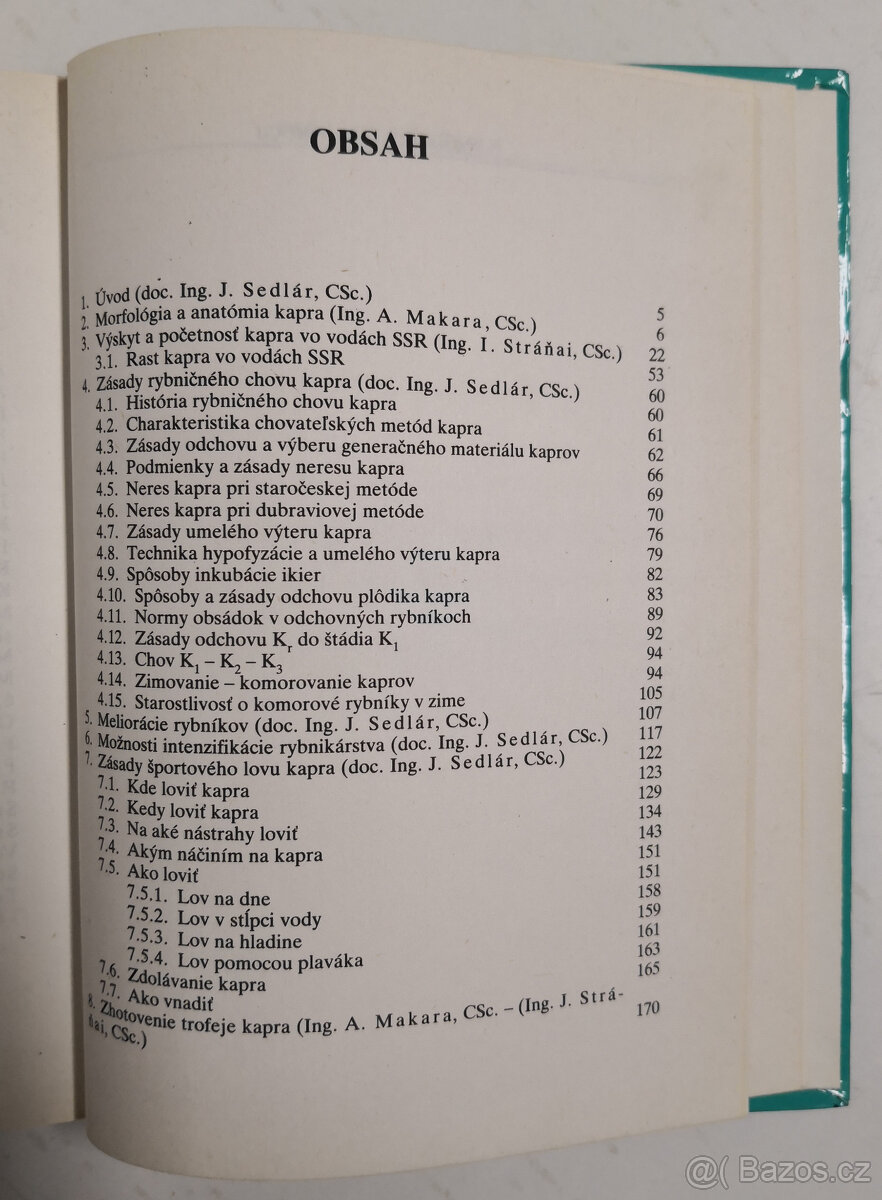 OBSAH
1. Úvod (doc. Ing. J. Sedlár, CSc.) 5
2. Morfológia a anatómia kapra (Ing. A. Makara, CSc.) 6
3. Výskyt a početnosť kapra vo vodách SSR (Ing. I. Stráňai, CSc.) 22
3.1. Rast kapra vo vodách SSR 53
4. Zásady rybničného chovu kapra (doc. Ing. J. Sedlár, CSc.) 60
4.1. História rybničného chovu kapra 60
4.2. Charakteristika chovateľských metód kapra 61
4.3. Zásady odchovu a výberu generačného materiálu kaprov 62
4.4. Podmienky a zásady neresu kapra 66
4.5. Neres kapra pri staročeskej metóde 69
4.6. Neres kapra pri dubraviovej metóde 70
4.7. Zásady umelého výteru kapra 76
4.8. Technika hypofyzácie a umelého výteru kapra 79
4.9. Spôsoby inkubácie ikier 82
4.10. Spôsoby a zásady odchovu plôdika kapra 83
4.11. Normy obsádok v odchovných rybníkoch 89
4.12. Zásady odchovu Kr do štádia K1 92
4.13. Chov K1 – K2 – K3 94
4.14. Zimovanie – komorovanie kaprov 94
4.15. Starostlivosť o komorové rybníky v zime 105
5. Meliorácie rybníkov (doc. Ing. J. Sedlár, CSc.) 107
6. Možnosti intenzifikácie rybnikárstva (doc. Ing. J. Sedlár, CSc.) 117
7. Zásady športového lovu kapra (doc. Ing. J. Sedlár, CSc.) 122
7.1. Kde loviť kapra 123
7.2. Kedy loviť kapra 129
7.3. Na aké nástrahy loviť 134
7.4. Akým náčiním na kapra 143
7.5. Ako loviť 151
7.5.1. Lov na dne 151
7.5.2. Lov v stĺpci vody 158
7.5.3. Lov na hladine 159
7.5.4. Lov pomocou plaváka 161
7.6. Zdolávanie kapra 163
7.7. Ako vnadiť 165
8. Zhotovenie trofeje kapra (Ing. A. Makara, CSc. – (Ing. J. Strá-
ňai, CSc.) 170
@( Bazos.cz